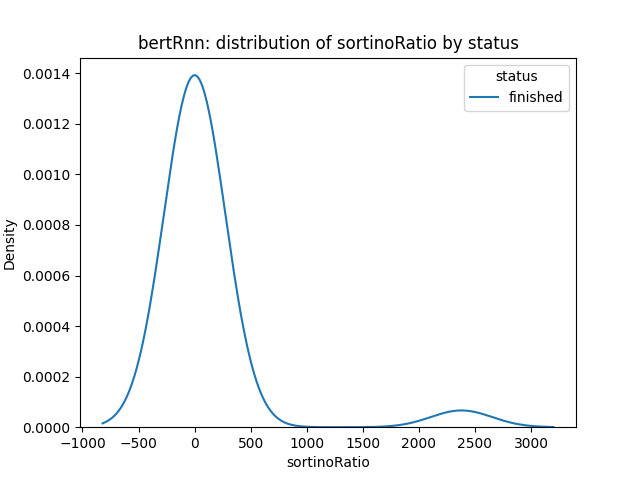 bertRnn: distribution of sortinoRatio by status
status
finished
Density
0.0014
0.0012
0.0010
0.0008
0.0006
0.0004
0.0002
0.0000
−1000 −500 0 500 1000 1500 2000 2500 3000
sortinoRatio